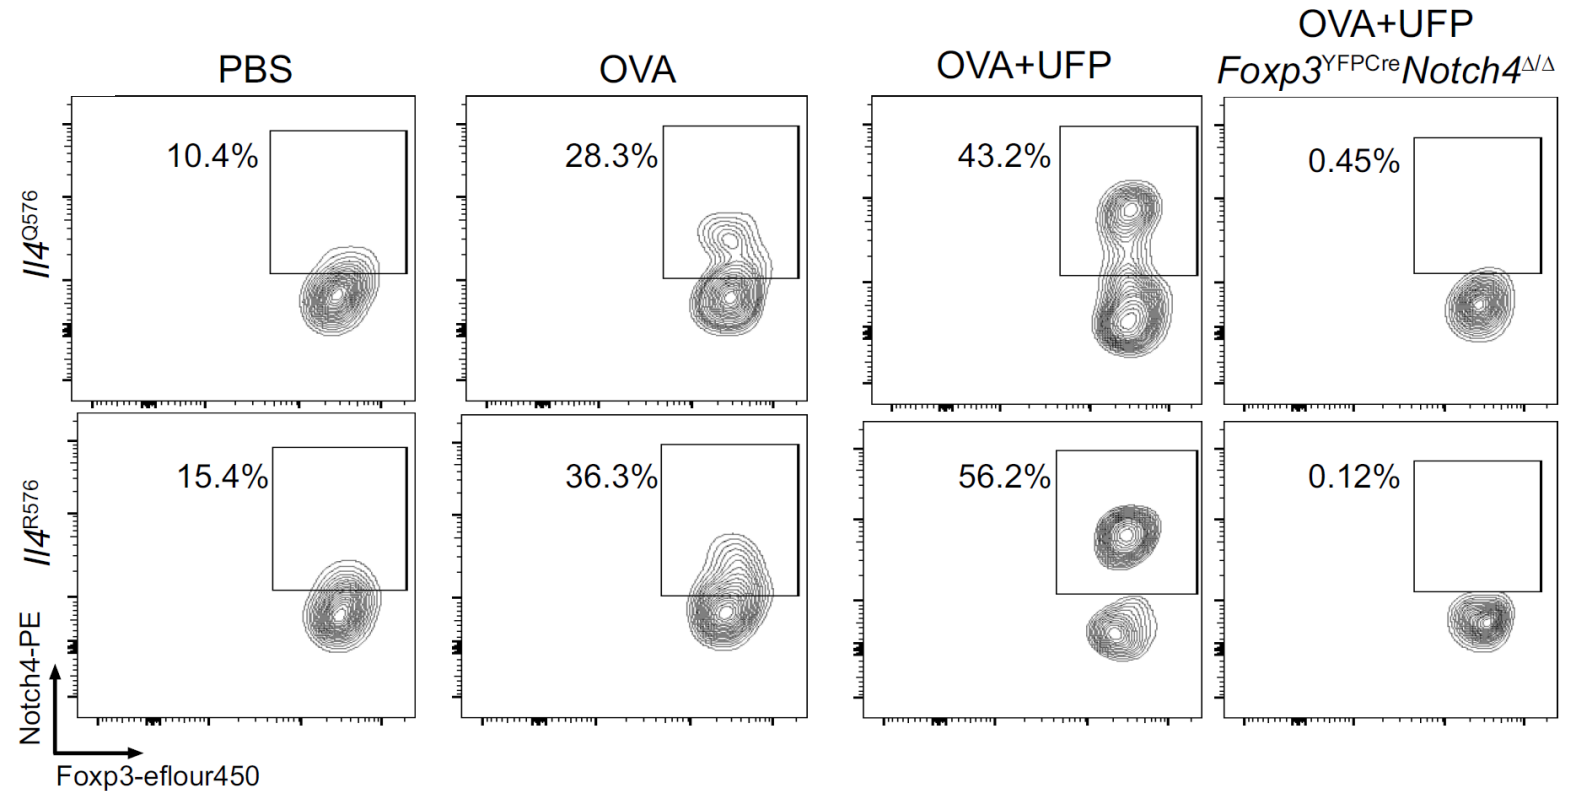 PBS
OVA
OVA+UFP
OVA+UFP
Foxp3YFPCreNotch4Δ/Δ
Il4Q576
10.4%
28.3%
43.2%
0.45%
Il4R576
15.4%
36.3%
56.2%
0.12%
Notch4-PE
Foxp3-eflour450